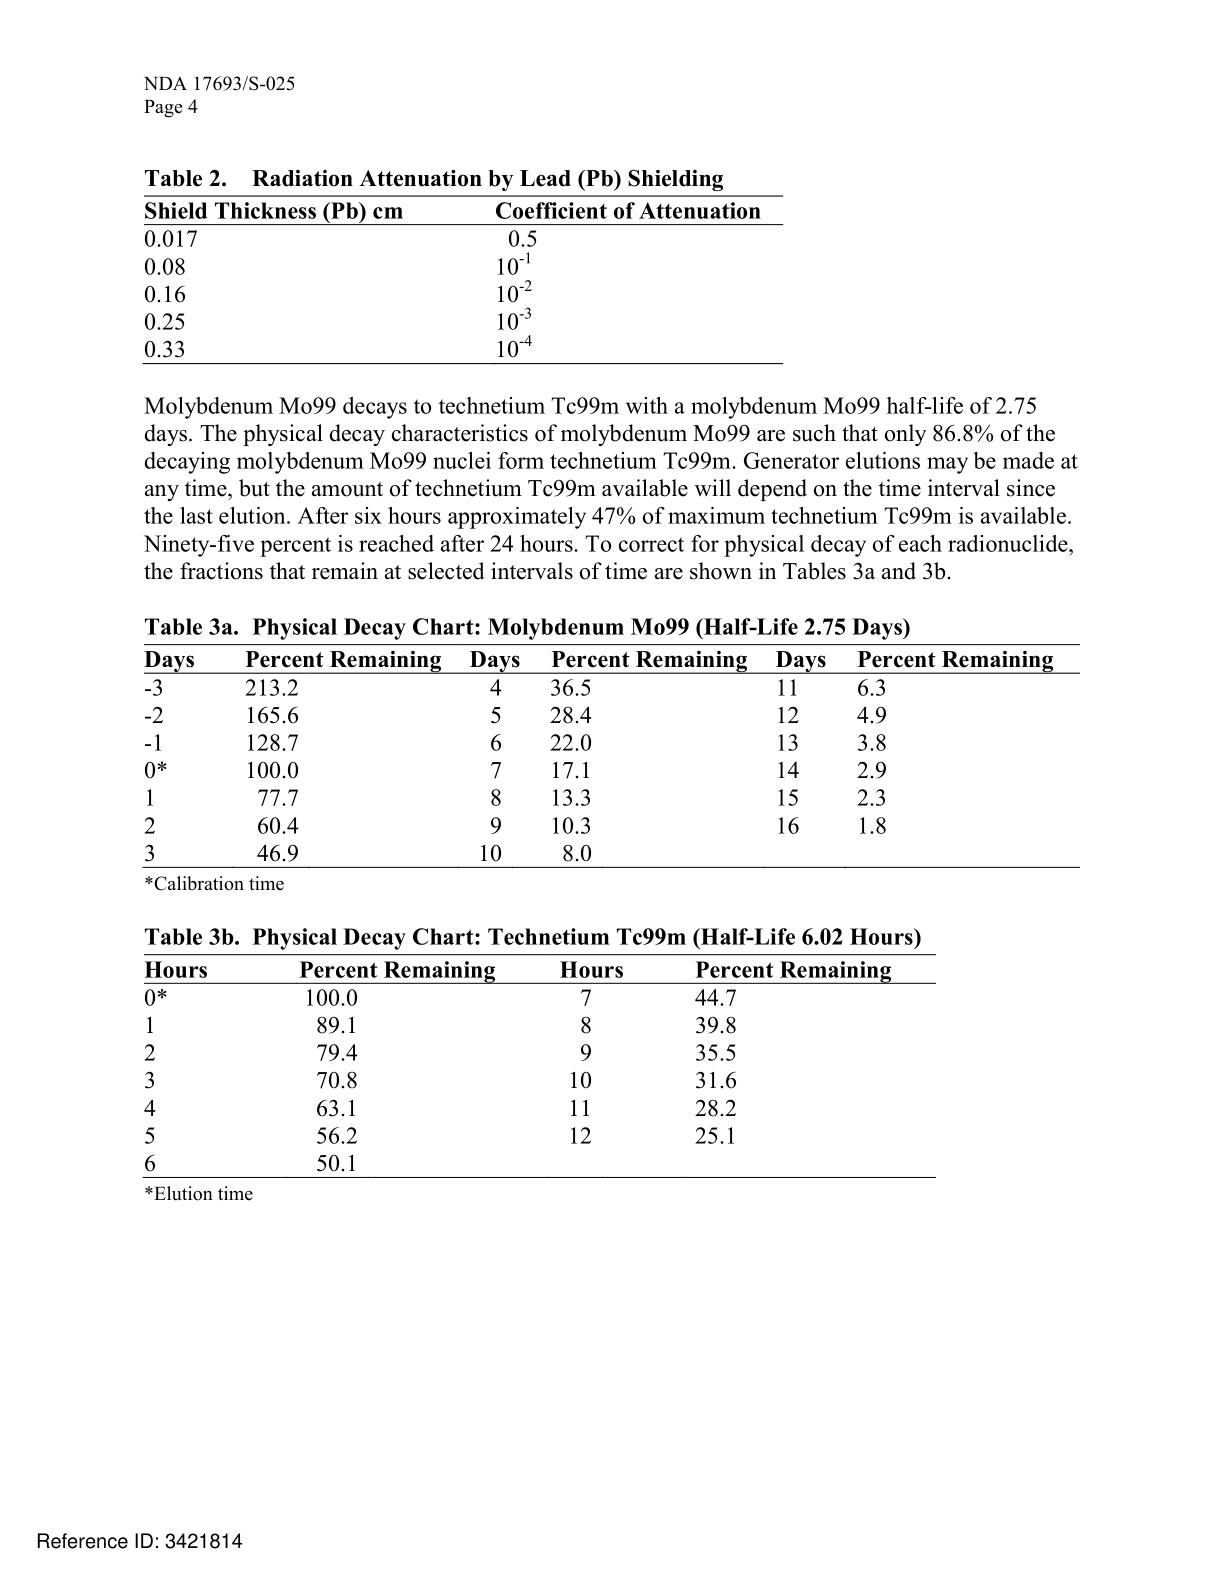 NDA 17693/S-025
Page 4
Table 2. Radiation Attenuation by Lead (Pb) Shielding
Shield Thickness (Pb) cm Coefficient of Attenuation
0.017 0.5
0.08 10-1
0.16 10-2
0.25 10-3
0.33 10-4
Molybdenum Mo99 decays to technetium Tc99m with a molybdenum Mo99 half-life of 2.75
days. The physical decay characteristics of molybdenum Mo99 are such that only 86.8% of the
decaying molybdenum Mo99 nuclei form technetium Tc99m. Generator elutions may be made at
any time, but the amount of technetium Tc99m available will depend on the time interval since
the last elution. After six hours approximately 47% of maximum technetium Tc99m is available.
Ninety-five percent is reached after 24 hours. To correct for physical decay of each radionuclide,
the fractions that remain at selected intervals of time are shown in Tables 3a and 3b.
Table 3a. Physical Decay Chart: Molybdenum Mo99 (Half-Life 2.75 Days)
Days Percent Remaining Days Percent Remaining Days Percent Remaining
-3 213.2 4 36.5 11 6.3
-2 165.6 5 28.4 12 4.9
-1 128.7 6 22.0 13 3.8
0* 100.0 7 17.1 14 2.9
1 77.7 8 13.3 15 2.3
2 60.4 9 10.3 16 1.8
3 46.9 10 8.0
*Calibration time
Table 3b. Physical Decay Chart: Technetium Tc99m (Half-Life 6.02 Hours)
Hours Percent Remaining Hours Percent Remaining
0* 100.0 7 44.7
1 89.1 8 39.8
2 79.4 9 35.5
3 70.8 10 31.6
4 63.1 11 28.2
5 56.2 12 25.1
6 50.1
*Elution time
Reference ID: 3421814